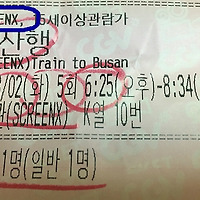 ENX, 15세이상관람가
산행
ENX)Train to Busan
/02(화) 5회 6:25(오후)-8:34(
(SCREENX) K열 10번
1명(일반 1명)